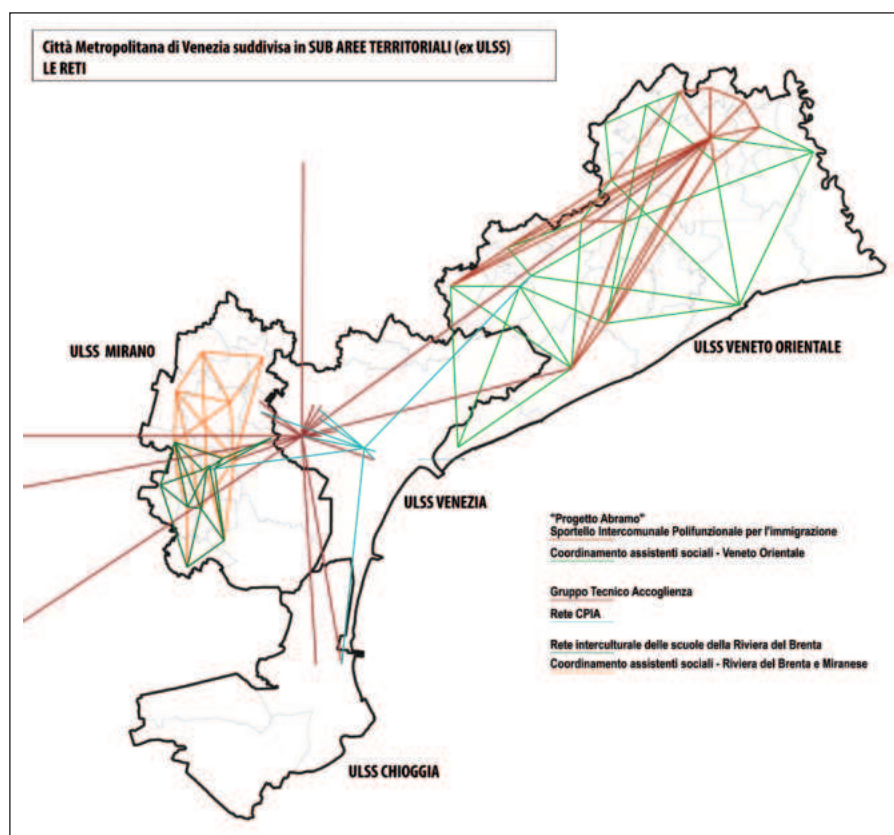 Città Metropolitana di Venezia suddivisa in SUB AREE TERRITORIALI (ex ULSS)
LE RETI
ULSS MIRANO
ULSS VENETO ORIENTALE
ULSS VENEZIA
"Progetto Abramo"
Sportello Intercomunale Polifunzionale per l'immigrazione
Coordinamento assistenti sociali - Veneto Orientale
Gruppo Tecnico Accoglienza
Rete CPIA
Rete interculturale delle scuole della Riviera del Brenta
Coordinamento assistenti sociali - Riviera del Brenta e Miranese
ULSS CHIOGGIA